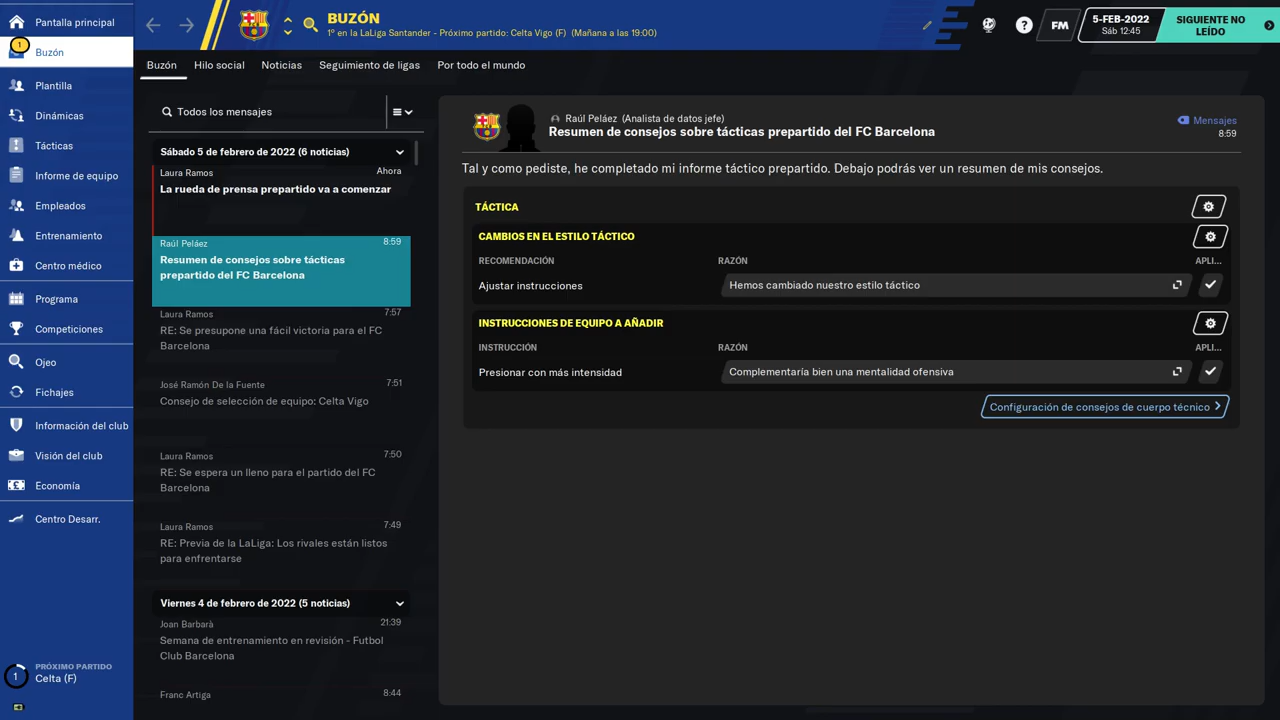 Pantalla principal
1
Buzón
Plantilla
Dinámicas
Tácticas
Informe de equipo
Empleados
Entrenamiento
Centro médico
Programa
Competiciones
Ojeo
Fichajes
Información del club
Visión del club
Economía
Centro Desarr.
1
PRÓXIMO PARTIDO
Celta (F)
BUZÓN
1º en la LaLiga Santander - Próximo partido: Celta Vigo (F) (Mañana a las 19:00)
?
FM
5-FEB-2022
Sáb 12:45
SIGUIENTE NO
LEÍDO
Buzón Hilo social Noticias Seguimiento de ligas Por todo el mundo
Todos los mensajes
Sábado 5 de febrero de 2022 (6 noticias)
Laura Ramos Ahora
La rueda de prensa prepartido va a comenzar
Raúl Peláez 8:59
Resumen de consejos sobre tácticas
prepartido del FC Barcelona
Laura Ramos 7:57
RE: Se presupone una fácil victoria para el FC
Barcelona
José Ramón De la Fuente 7:51
Consejo de selección de equipo: Celta Vigo
Laura Ramos 7:50
RE: Se espera un lleno para el partido del FC
Barcelona
Laura Ramos 7:49
RE: Previa de la LaLiga: Los rivales están listos
para enfrentarse
Viernes 4 de febrero de 2022 (5 noticias)
Joan Barbarà 21:39
Semana de entrenamiento en revisión - Futbol
Club Barcelona
Franc Artiga 8:44
Raúl Peláez (Analista de datos jefe)
Resumen de consejos sobre tácticas prepartido del FC Barcelona
Mensajes
8:59
Tal y como pediste, he completado mi informe táctico prepartido. Debajo podrás ver un resumen de mis consejos.
TÁCTICA
CAMBIOS EN EL ESTILO TÁCTICO
RECOMENDACIÓN RAZÓN APLI...
Ajustar instrucciones Hemos cambiado nuestro estilo táctico
INSTRUCCIONES DE EQUIPO A AÑADIR
INSTRUCCIÓN RAZÓN APLI...
Presionar con más intensidad Complementaría bien una mentalidad ofensiva
Configuración de consejos de cuerpo técnico